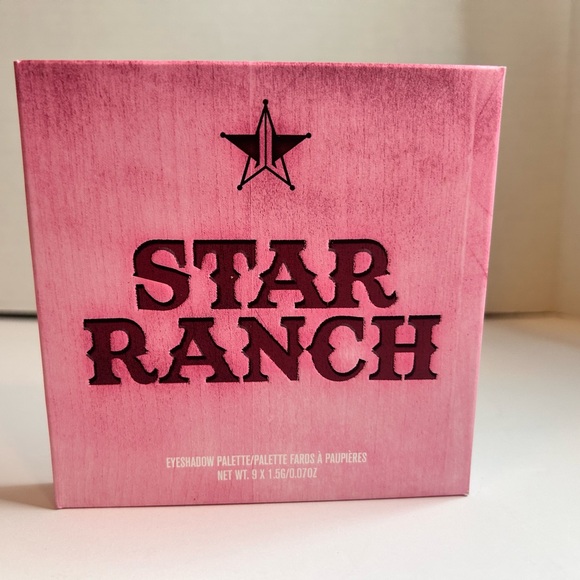 STAR
RANCH
EYESHADOW PALETTE/PALETTE FARDS À PAUPIÈRES
NET WT. 9 X 1.5G/0.07OZ